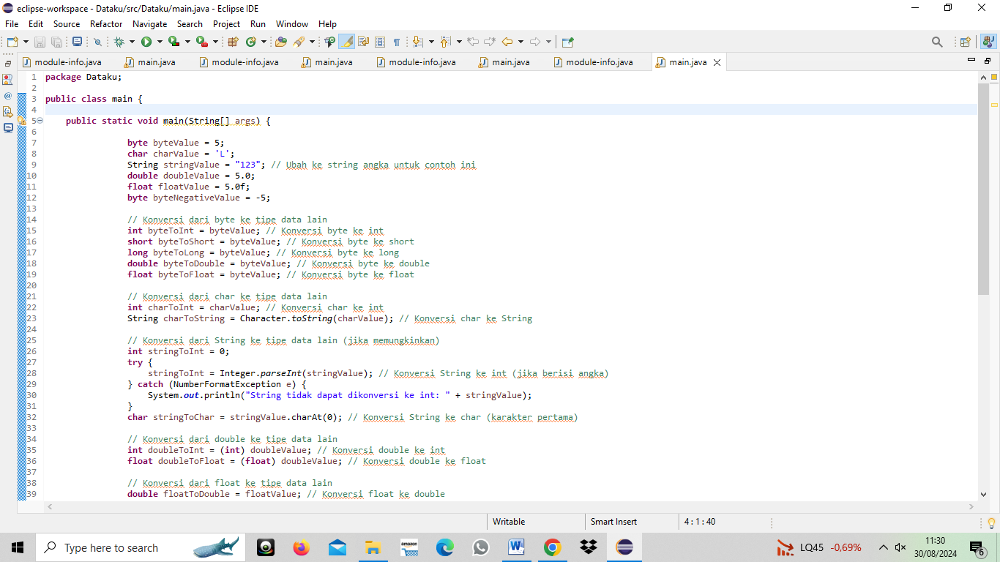 eclipse-workspace - Dataku/src/Dataku/main.java - Eclipse IDE
File Edit Source Refactor Navigate Search Project Run Window Help
module-info.java main.java module-info.java main.java module-info.java main.java module-info.java main.java
1 package Dataku;
2
3 public class main {
4
5 public static void main(String[] args) {
6
7 byte byteValue = 5;
8 char charValue = 'L';
9 String stringValue = "123"; // Ubah ke string angka untuk contoh ini
10 double doubleValue = 5.0;
11 float floatValue = 5.0f;
12 byte byteNegativeValue = -5;
13
14 // Konversi dari byte ke tipe data lain
15 int byteToInt = byteValue; // Konversi byte ke int
16 short byteToShort = byteValue; // Konversi byte ke short
17 long byteToLong = byteValue; // Konversi byte ke long
18 double byteToDouble = byteValue; // Konversi byte ke double
19 float byteToFloat = byteValue; // Konversi byte ke float
20
21 // Konversi dari char ke tipe data lain
22 int charToInt = charValue; // Konversi char ke int
23 String charToString = Character.toString(charValue); // Konversi char ke String
24
25 // Konversi dari String ke tipe data lain (jika memungkinkan)
26 int stringToInt = 0;
27 try {
28 stringToInt = Integer.parseInt(stringValue); // Konversi String ke int (jika berisi angka)
29 } catch (NumberFormatException e) {
30 System.out.println("String tidak dapat dikonversi ke int: " + stringValue);
31 }
32 char stringToChar = stringValue.charAt(0); // Konversi String ke char (karakter pertama)
33
34 // Konversi dari double ke tipe data lain
35 int doubleToInt = (int) doubleValue; // Konversi double ke int
36 float doubleToFloat = (float) doubleValue; // Konversi double ke float
37
38 // Konversi dari float ke tipe data lain
39 double floatToDouble = floatValue; // Konversi float ke double
Writable Smart Insert 4 : 1 : 40
Type here to search
amazon
LQ45 -0,69%
11:30
30/08/2024
6